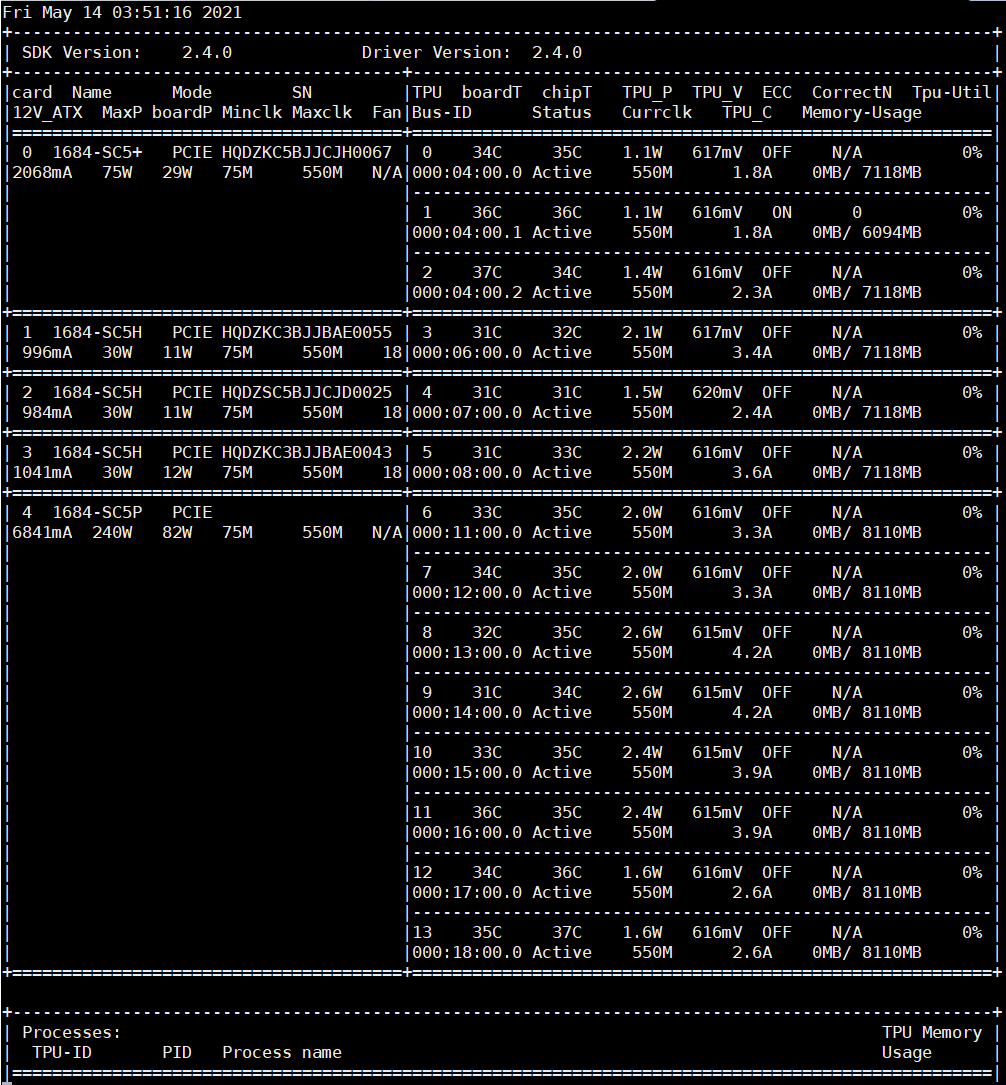 Fri May 14 03:51:16 2021
+--------------------------------------------------------------------------------------------------+
| SDK Version:    2.4.0             Driver Version:  2.4.0                                         |
+---------------------------------------+----------------------------------------------------------+
|card  Name      Mode        SN         |TPU  boardT  chipT   TPU_P  TPU_V  ECC  CorrectN  Tpu-Util|
|12V_ATX  MaxP boardP Minclk Maxclk  Fan|Bus-ID      Status   Currclk   TPU_C   Memory-Usage       |
|=======================================+==========================================================
| 0  1684-SC5+   PCIE HQDZKC5BJJCJH0067 | 0    34C     35C    1.1W   617mV  OFF    N/A          0% |
|2068mA   75W   29W   75M     550M   N/A|000:04:00.0 Active    550M      1.8A    0MB/ 7118MB       |
|                                       |----------------------------------------------------------|
|                                       | 1    36C     36C    1.1W   616mV   ON      0          0% |
|                                       |000:04:00.1 Active    550M      1.8A    0MB/ 6094MB       |
|                                       |----------------------------------------------------------|
|                                       | 2    37C     34C    1.4W   616mV  OFF    N/A          0% |
|                                       |000:04:00.2 Active    550M      2.3A    0MB/ 7118MB       |
+=======================================+==========================================================+
| 1  1684-SC5H   PCIE HQDZKC3BJJBAE0055 | 3    31C     32C    2.1W   617mV  OFF    N/A          0% |
| 996mA   30W   11W   75M     550M    18|000:06:00.0 Active    550M      3.4A    0MB/ 7118MB       |
+=======================================+==========================================================+
| 2  1684-SC5H   PCIE HQDZSC5BJJCJD0025 | 4    31C     31C    1.5W   620mV  OFF    N/A          0% |
| 984mA   30W   11W   75M     550M    18|000:07:00.0 Active    550M      2.4A    0MB/ 7118MB       |
+=======================================+==========================================================+
| 3  1684-SC5H   PCIE HQDZKC3BJJBAE0043 | 5    31C     33C    2.2W   616mV  OFF    N/A          0% |
|1041mA   30W   12W   75M     550M    18|000:08:00.0 Active    550M      3.6A    0MB/ 7118MB       |
+=======================================+==========================================================+
| 4  1684-SC5P   PCIE                   | 6    33C     35C    2.0W   616mV  OFF    N/A          0% |
|6841mA  240W   82W   75M     550M   N/A|000:11:00.0 Active    550M      3.3A    0MB/ 8110MB       |
|                                       |----------------------------------------------------------|
|                                       | 7    34C     35C    2.0W   616mV  OFF    N/A          0% |
|                                       |000:12:00.0 Active    550M      3.3A    0MB/ 8110MB       |
|                                       |----------------------------------------------------------|
|                                       | 8    32C     35C    2.6W   615mV  OFF    N/A          0% |
|                                       |000:13:00.0 Active    550M      4.2A    0MB/ 8110MB       |
|                                       |----------------------------------------------------------|
|                                       | 9    31C     34C    2.6W   615mV  OFF    N/A          0% |
|                                       |000:14:00.0 Active    550M      4.2A    0MB/ 8110MB       |
|                                       |----------------------------------------------------------|
|                                       |10    33C     35C    2.4W   615mV  OFF    N/A          0% |
|                                       |000:15:00.0 Active    550M      3.9A    0MB/ 8110MB       |
|                                       |----------------------------------------------------------|
|                                       |11    36C     35C    2.4W   615mV  OFF    N/A          0% |
|                                       |000:16:00.0 Active    550M      3.9A    0MB/ 8110MB       |
|                                       |----------------------------------------------------------|
|                                       |12    34C     36C    1.6W   616mV  OFF    N/A          0% |
|                                       |000:17:00.0 Active    550M      2.6A    0MB/ 8110MB       |
|                                       |----------------------------------------------------------|
|                                       |13    35C     37C    1.6W   616mV  OFF    N/A          0% |
|                                       |000:18:00.0 Active    550M      2.6A    0MB/ 8110MB       |
+=======================================+==========================================================+

+--------------------------------------------------------------------------------------------------+
| Processes:                                                                            TPU Memory |
|  TPU-ID       PID   Process name                                                      Usage      |
|==================================================================================================|